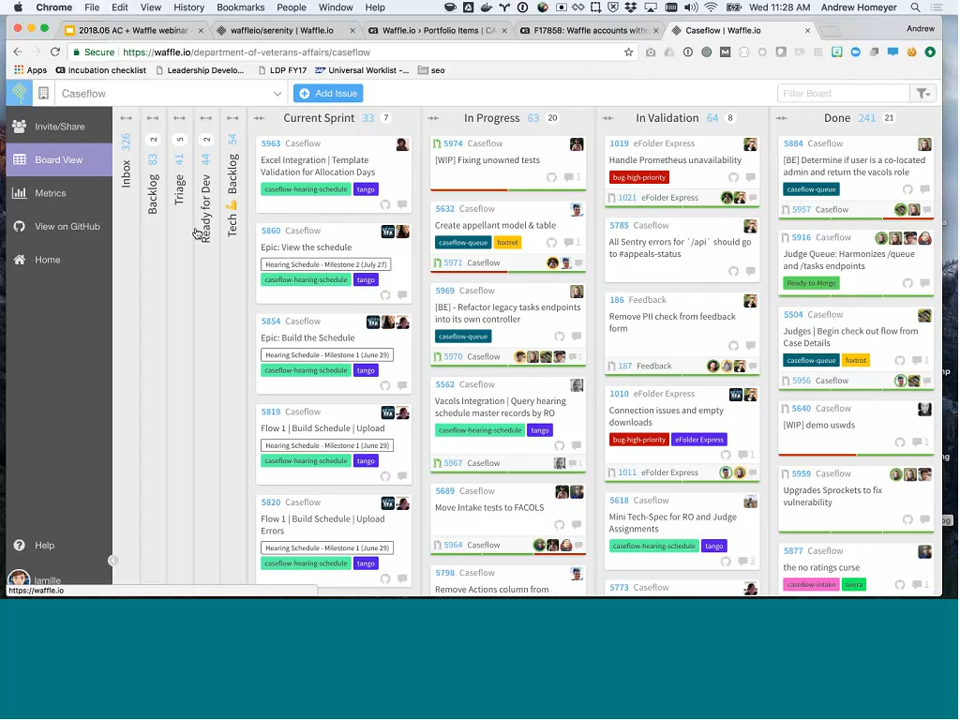 Chrome File Edit View History Bookmarks People Window Help
Mon Jun 18 11:28 AM Andrew Homeyer
2018.06 AC + Waffle webinar
waffleio/serenity | Waffle.io
Waffle.io > Portfolio Items | CA
F17858: Waffle accounts with
Caseflow | Waffle.io
Andrew
Secure https://waffle.io/department-of-veterans-affairs/caseflow
Apps
incubation checklist
Leadership Develo...
LDP FY17
Universal Worklist -...
seo
Caseflow
Add Issue
Filter Board
Invite/Share
Board View
Metrics
View on GitHub
Home
Help
lamille
https://waffle.io
Inbox 326
Backlog 83 2
Triage 41 5
Ready for Dev 44 2
Tech Backlog 54
Current Sprint 33 7
5963 Caseflow
Excel Integration | Template
Validation for Allocation Days
caseflow-hearing-schedule tango
5860 Caseflow
Epic: View the schedule
Hearing Schedule - Milestone 2 (July 27)
caseflow-hearing-schedule tango
5854 Caseflow
Epic: Build the Schedule
Hearing Schedule - Milestone 1 (June 29)
caseflow-hearing-schedule tango
5819 Caseflow
Flow 1 | Build Schedule | Upload
Hearing Schedule - Milestone 1 (June 29)
caseflow-hearing-schedule tango
5820 Caseflow
Flow 1 | Build Schedule | Upload
Errors
Hearing Schedule - Milestone 1 (June 29)
caseflow-hearing-schedule tango
In Progress 63 20
5974 Caseflow
[WIP] Fixing unowned tests
1
5632 Caseflow
Create appellant model & table
caseflow-queue foxtrot 1
5971 Caseflow
5969 Caseflow
[BE] - Refactor legacy tasks endpoints
into its own controller
caseflow-queue
5970 Caseflow 1
5562 Caseflow
Vacols Integration | Query hearing
schedule master records by RO
caseflow-hearing-schedule tango
5967 Caseflow 1
5689 Caseflow
Move Intake tests to FACOLS
5964 Caseflow
5798 Caseflow
Remove Actions column from
In Validation 64 8
1019 eFolder Express
Handle Prometheus unavailability
bug-high-priority
1021 eFolder Express
5785 Caseflow
All Sentry errors for `/api` should go
to #appeals-status
186 Feedback
Remove PII check from feedback
form
187 Feedback
1010 eFolder Express
Connection issues and empty
downloads
bug-high-priority eFolder Express
1
1011 eFolder Express
5618 Caseflow
Mini Tech-Spec for RO and Judge
Assignments
caseflow-hearing-schedule tango
3
5773 Caseflow
Done 241 21
5884 Caseflow
[BE] Determine if user is a co-located
admin and return the vacols role
caseflow-queue
5957 Caseflow
5916 Caseflow
Judge Queue: Harmonizes /queue
and /tasks endpoints
Ready-to-Merge
5504 Caseflow
Judges | Begin check out flow from
Case Details
caseflow-queue foxtrot 1
5956 Caseflow
5640 Caseflow
[WIP] demo uswds
1
5959 Caseflow
Upgrades Sprockets to fix
vulnerability
5877 Caseflow
the no ratings curse
caseflow-intake sierra 1